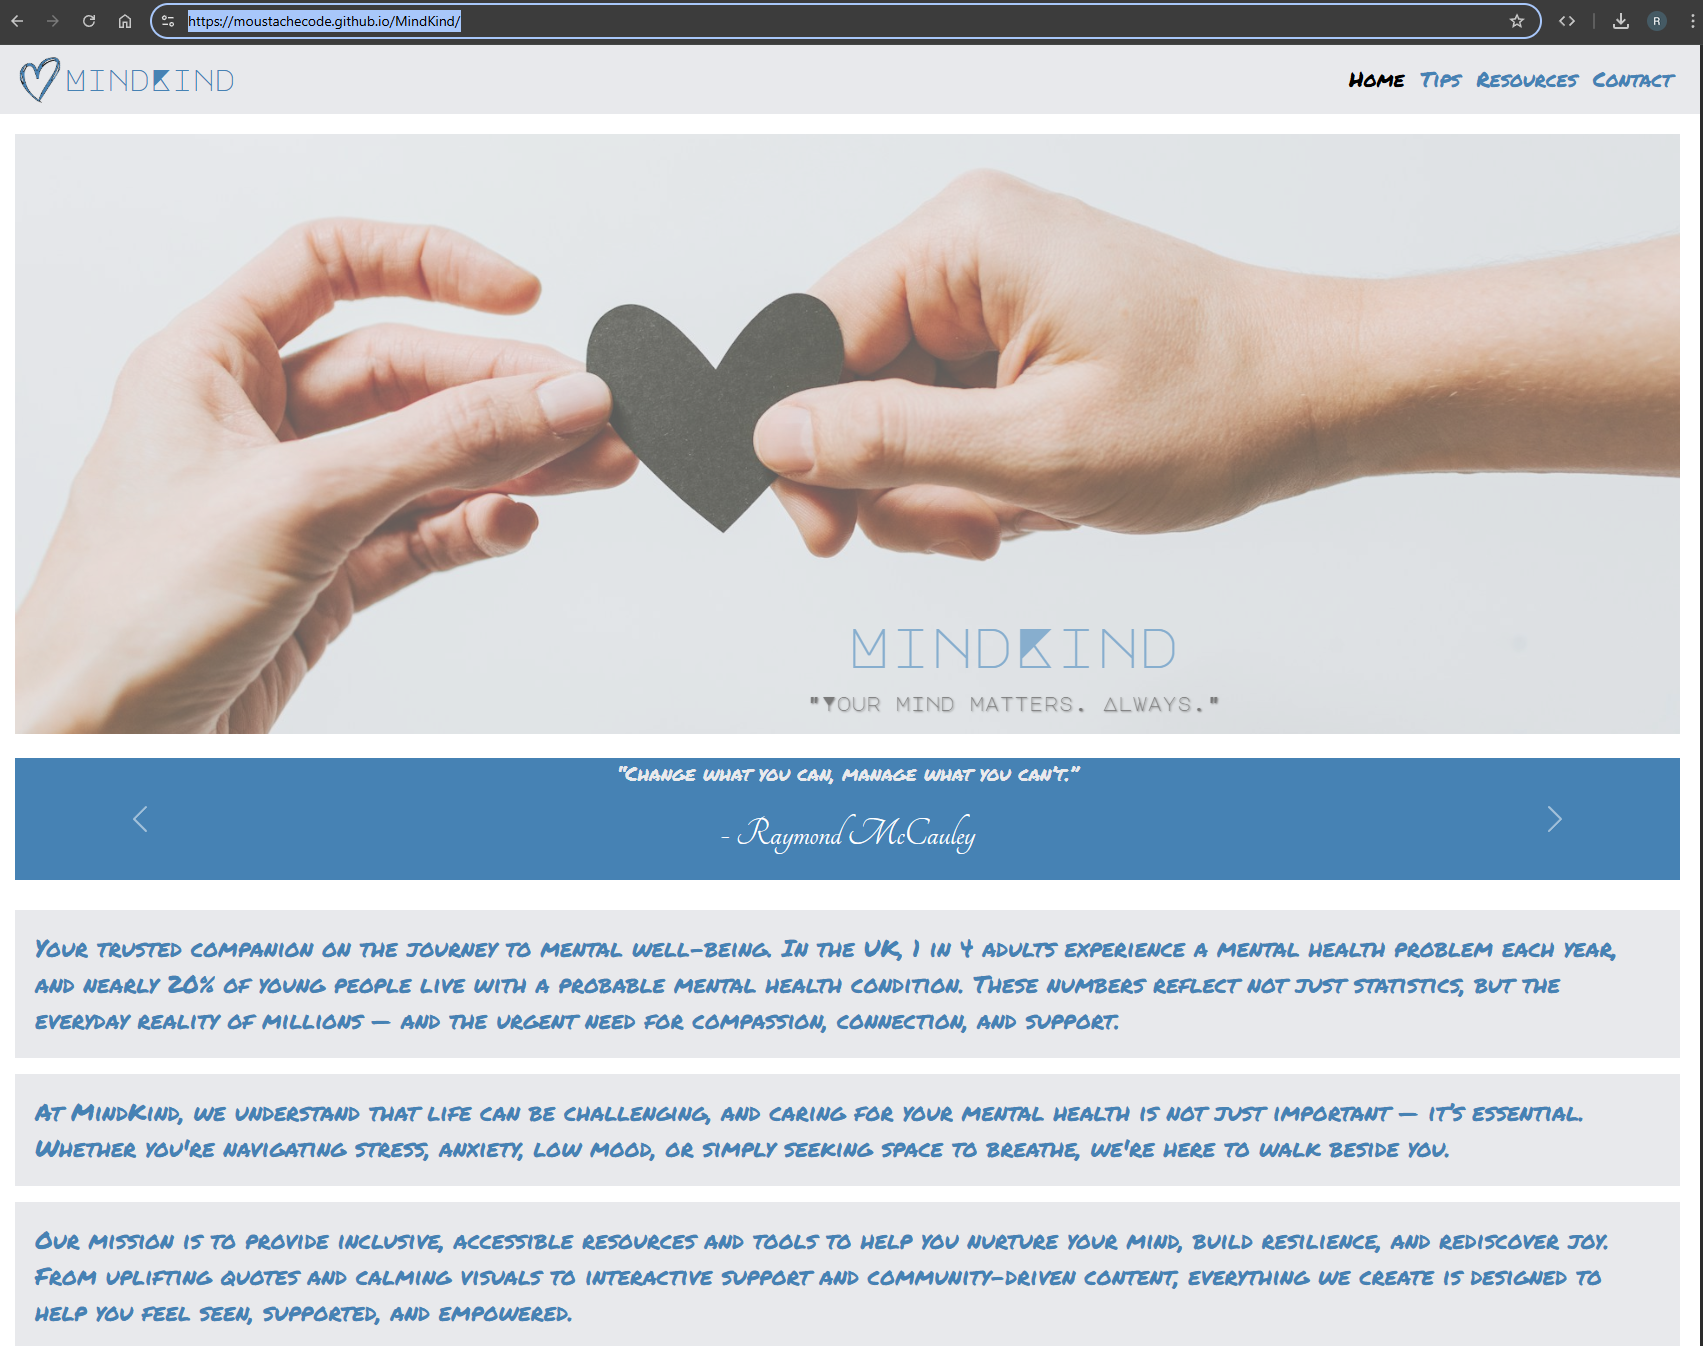 https://moustachecode.github.io/MindKind/
R
MindKind
Home Tips Resources Contact
MindKind
"Your mind matters. Always."
"Change what you can, manage what you can't."
- Raymond McCauley
Your trusted companion on the journey to mental well-being. In the UK, 1 in 4 adults experience a mental health problem each year,
and nearly 20% of young people live with a probable mental health condition. These numbers reflect not just statistics, but the
everyday reality of millions — and the urgent need for compassion, connection, and support.
At MindKind, we understand that life can be challenging, and caring for your mental health is not just important — it's essential.
Whether you're navigating stress, anxiety, low mood, or simply seeking space to breathe, we're here to walk beside you.
Our mission is to provide inclusive, accessible resources and tools to help you nurture your mind, build resilience, and rediscover joy.
From uplifting quotes and calming visuals to interactive support and community-driven content, everything we create is designed to
help you feel seen, supported, and empowered.